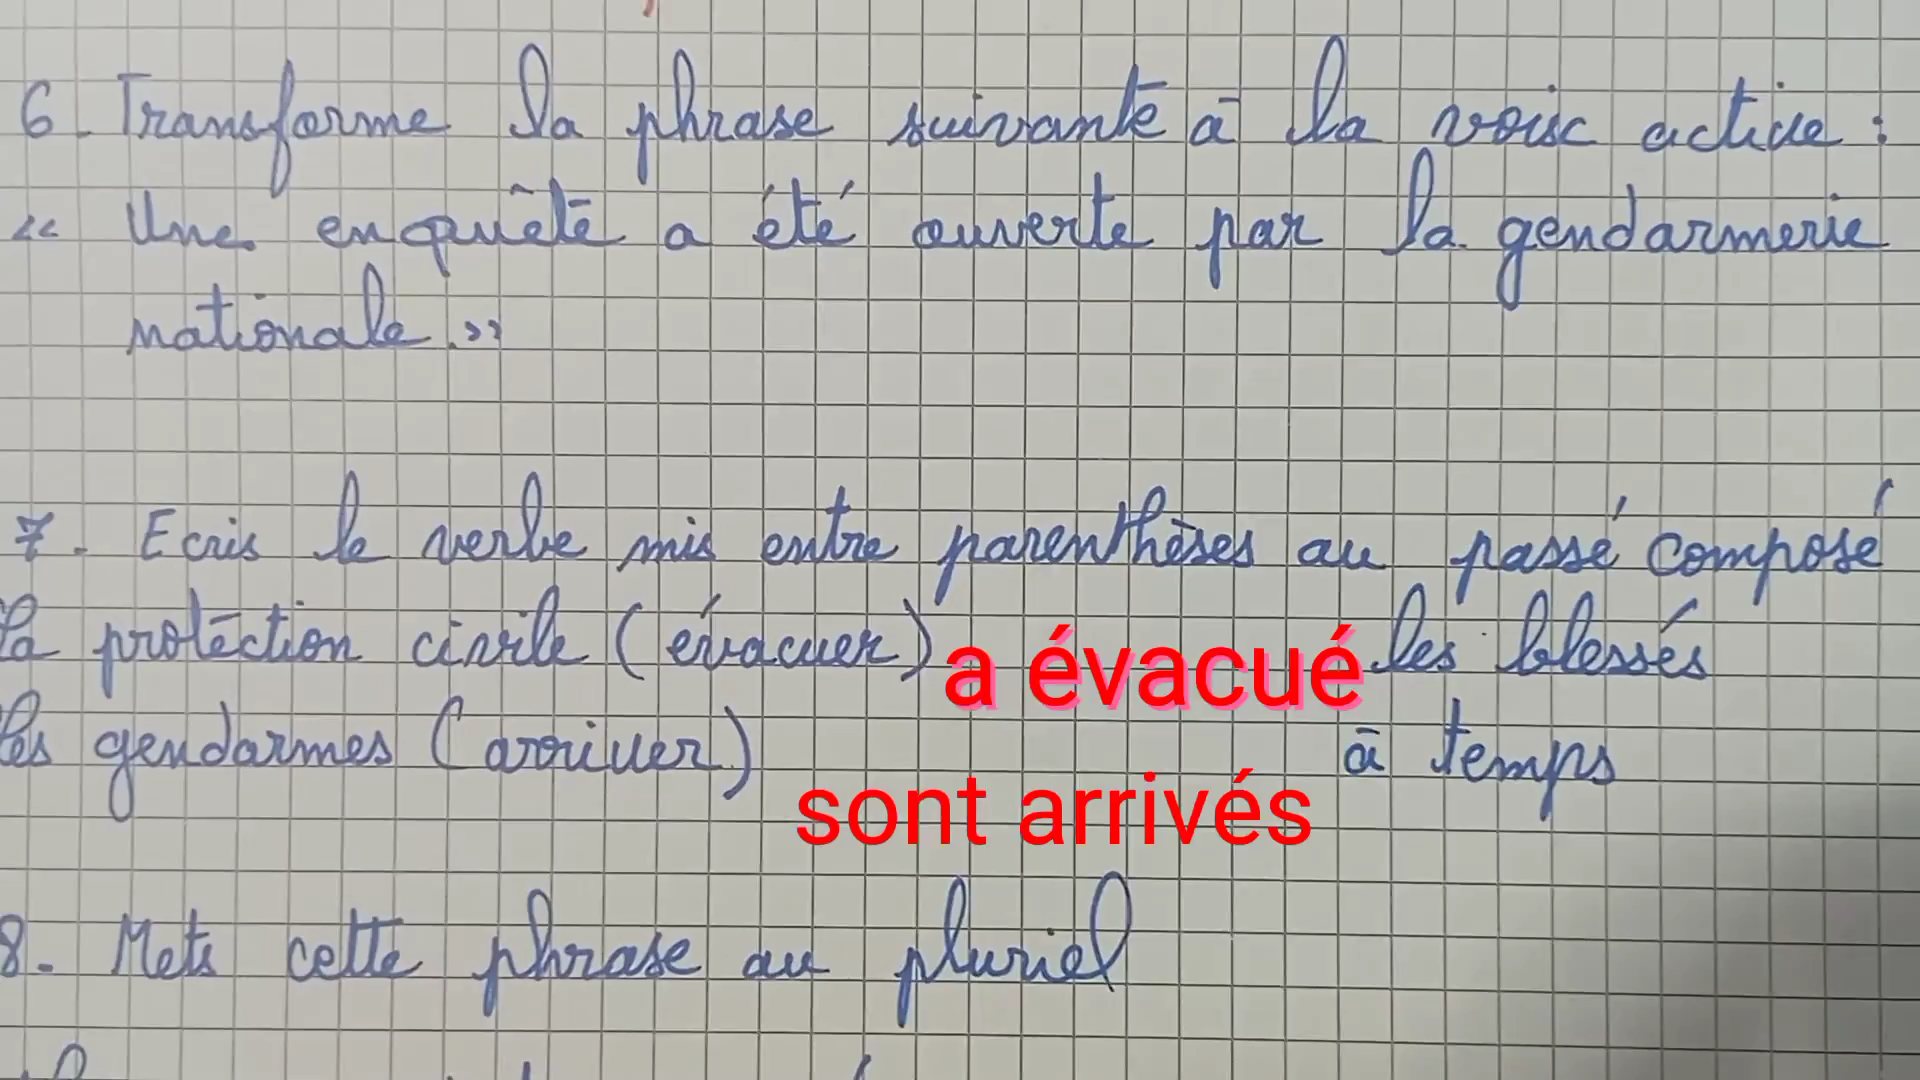 6. Transforme la phrase suivante à la voix active :
« Une enquête a été ouverte par la gendarmerie
nationale. »
7. Ecris le verbe mis entre parenthèses au passé composé
la protection civile (évacuer) a évacué les blessés
les gendarmes (arriver) sont arrivés à temps
8. Mets cette phrase au pluriel